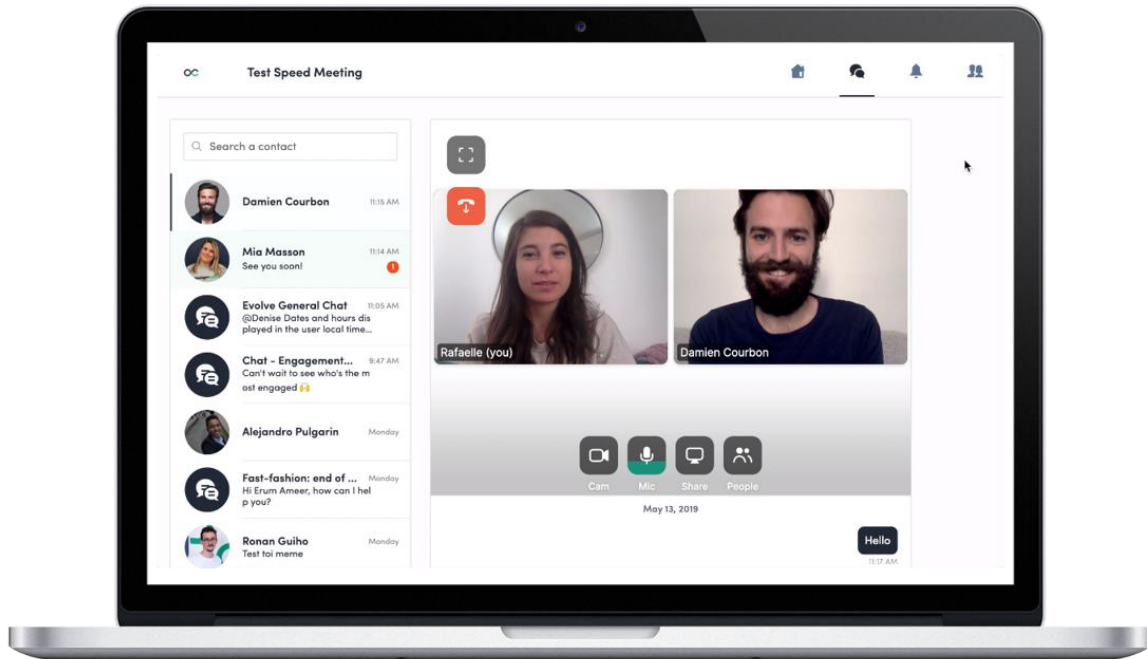 Test Speed Meeting
Search a contact
Damien Courbon
11:15 AM
Mia Masson
11:14 AM
See you soon!
1
Evolve General Chat
11:05 AM
@Denise Dates and hours dis
played in the user local time...
Chat - Engagement...
9:47 AM
Can't wait to see who's the m
ost engaged 🙌
Alejandro Pulgarin
Monday
Fast-fashion: end of ...
Monday
Hi Erum Ameer, how can I hel
p you?
Ronan Guiho
Monday
Test toi meme
Rafaelle (you)
Damien Courbon
Cam
Mic
Share
People
May 13, 2019
Hello
11:17 AM